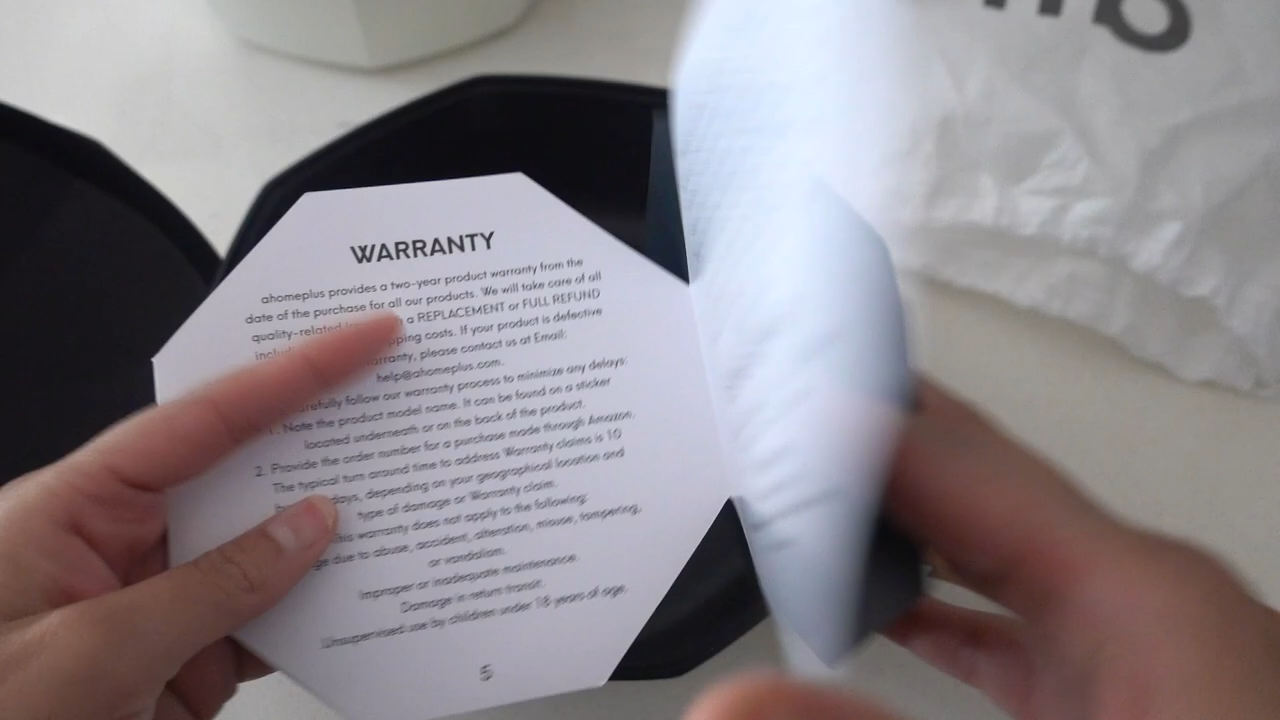 WARRANTY
ahomeplus provides a two-year product warranty from the
date of the purchase for all our products. We will take care of all
quality-related a REPLACEMENT or FULL REFUND
costs. If your product is defective
please contact us at Email:
help@ahomeplus.com.
follow our warranty process to minimize any delays:
1. Note the product model name. It can be found on a sticker
located underneath or on the back of the product.
2. Provide the order number for a purchase made through Amazon.
The typical turn around time to address Warranty claims is 10
days, depending on your geographical location and
type of damage or Warranty claim.
warranty does not apply to the following:
due to abuse, accident, alteration, misuse, tampering,
or vandalism.
Improper or inadequate maintenance.
Damage in return transit.
Unsupervised use by children under 18 years of age.
5